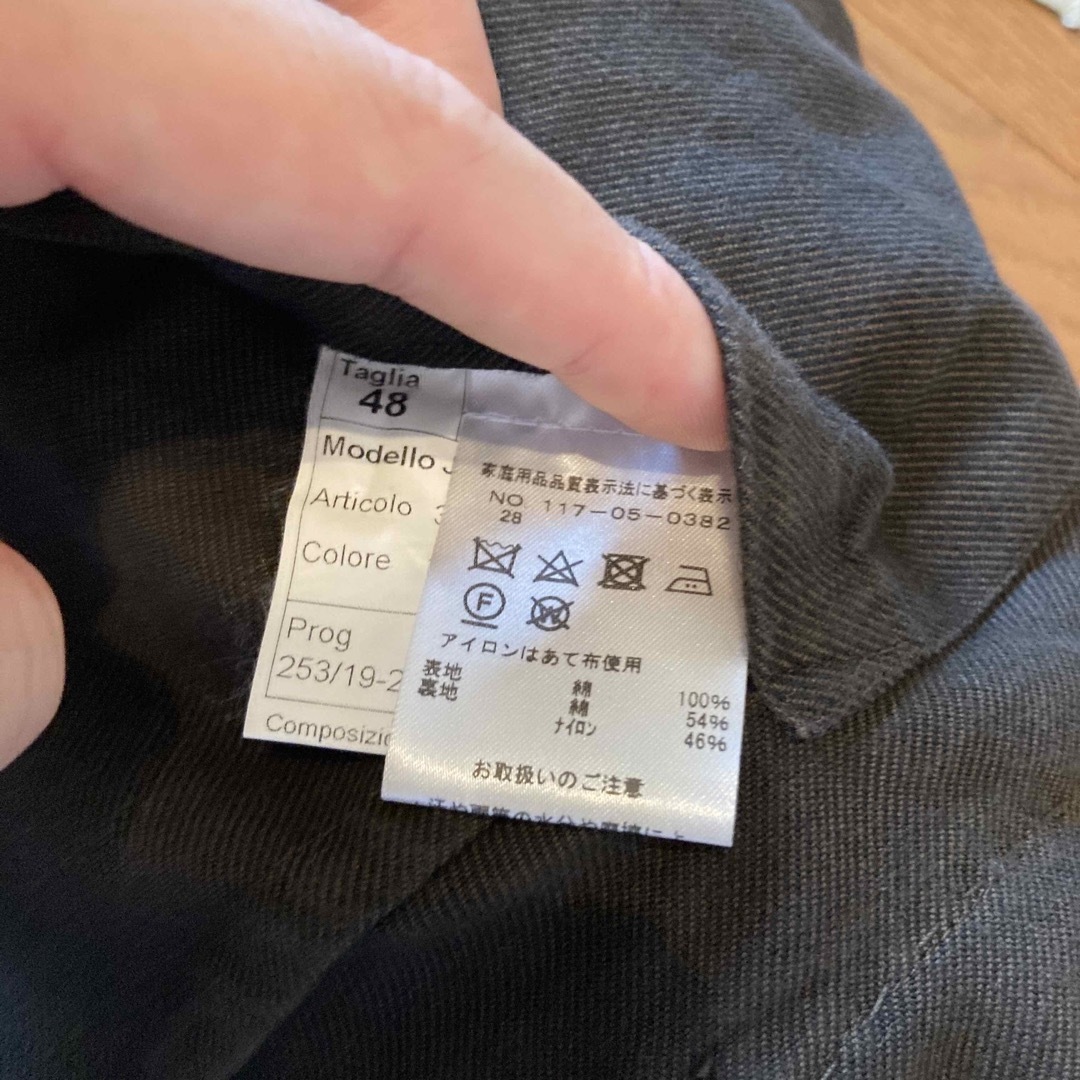 Taglia
48
Modello
Articolo
Colore
Prog
253/19-2
家庭用品品質表示法に基づく表示
NO 117-05-0382
28
F
W
アイロンはあて布使用
表地 綿 100%
裏地 綿 54%
ナイロン 46%
お取扱いのご注意